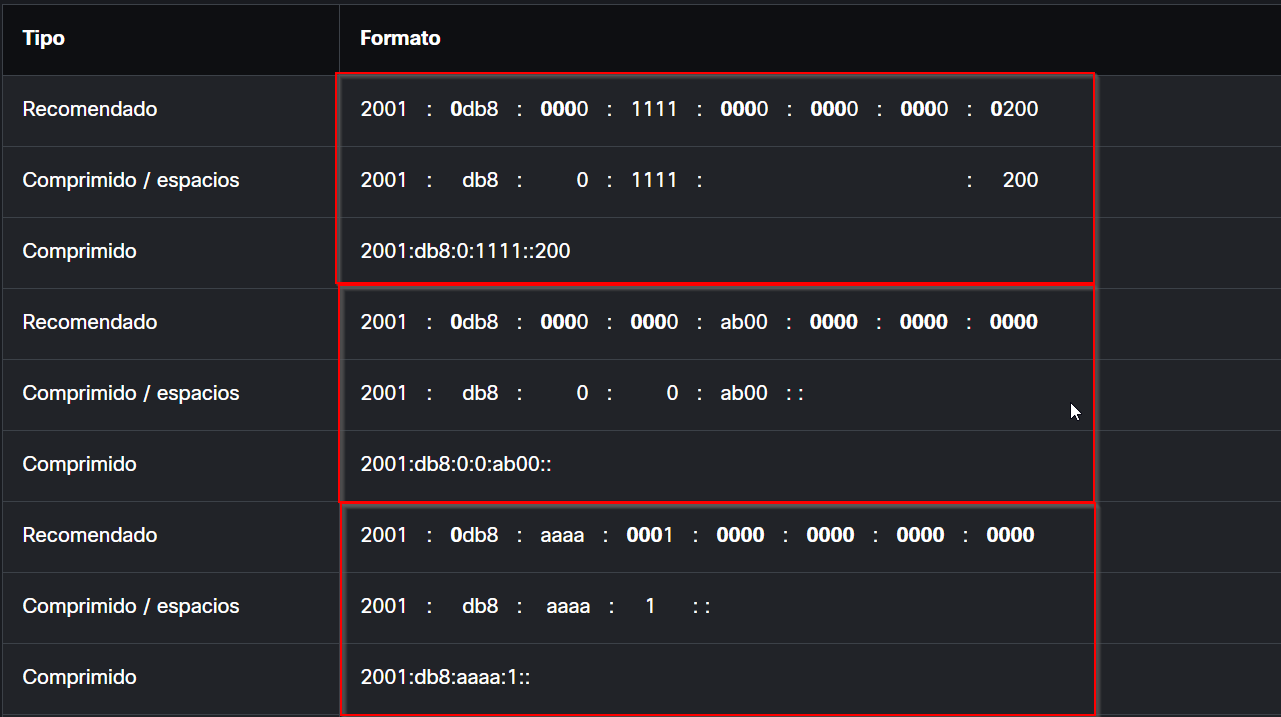 Tipo Formato
Recomendado 2001 : 0db8 : 0000 : 1111 : 0000 : 0000 : 0000 : 0200
Comprimido / espacios 2001 : db8 : 0 : 1111 : : 200
Comprimido 2001:db8:0:1111::200
Recomendado 2001 : 0db8 : 0000 : 0000 : ab00 : 0000 : 0000 : 0000
Comprimido / espacios 2001 : db8 : 0 : 0 : ab00 ::
Comprimido 2001:db8:0:0:ab00::
Recomendado 2001 : 0db8 : aaaa : 0001 : 0000 : 0000 : 0000 : 0000
Comprimido / espacios 2001 : db8 : aaaa : 1 ::
Comprimido 2001:db8:aaaa:1::